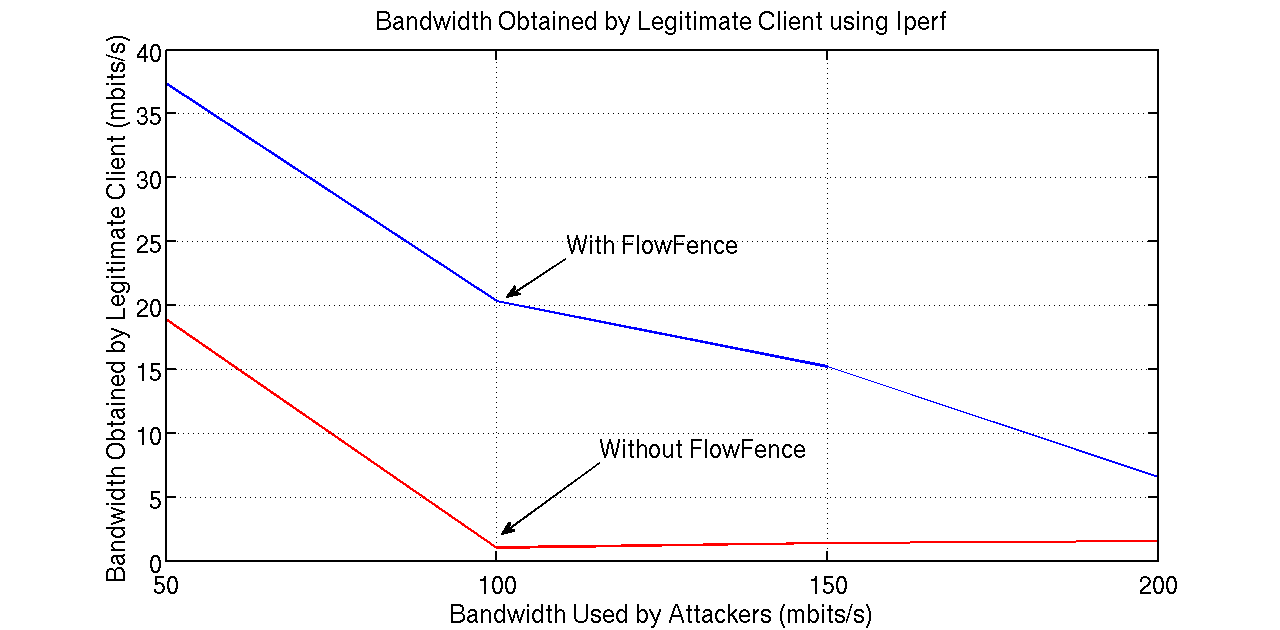 Bandwidth Obtained by Legitimate Client using Iperf
Bandwidth Obtained by Legitimate Client (mbits/s)
40
35
30
25
20
15
10
5
0
With FlowFence
Without FlowFence
50 100 150 200
Bandwidth Used by Attackers (mbits/s)